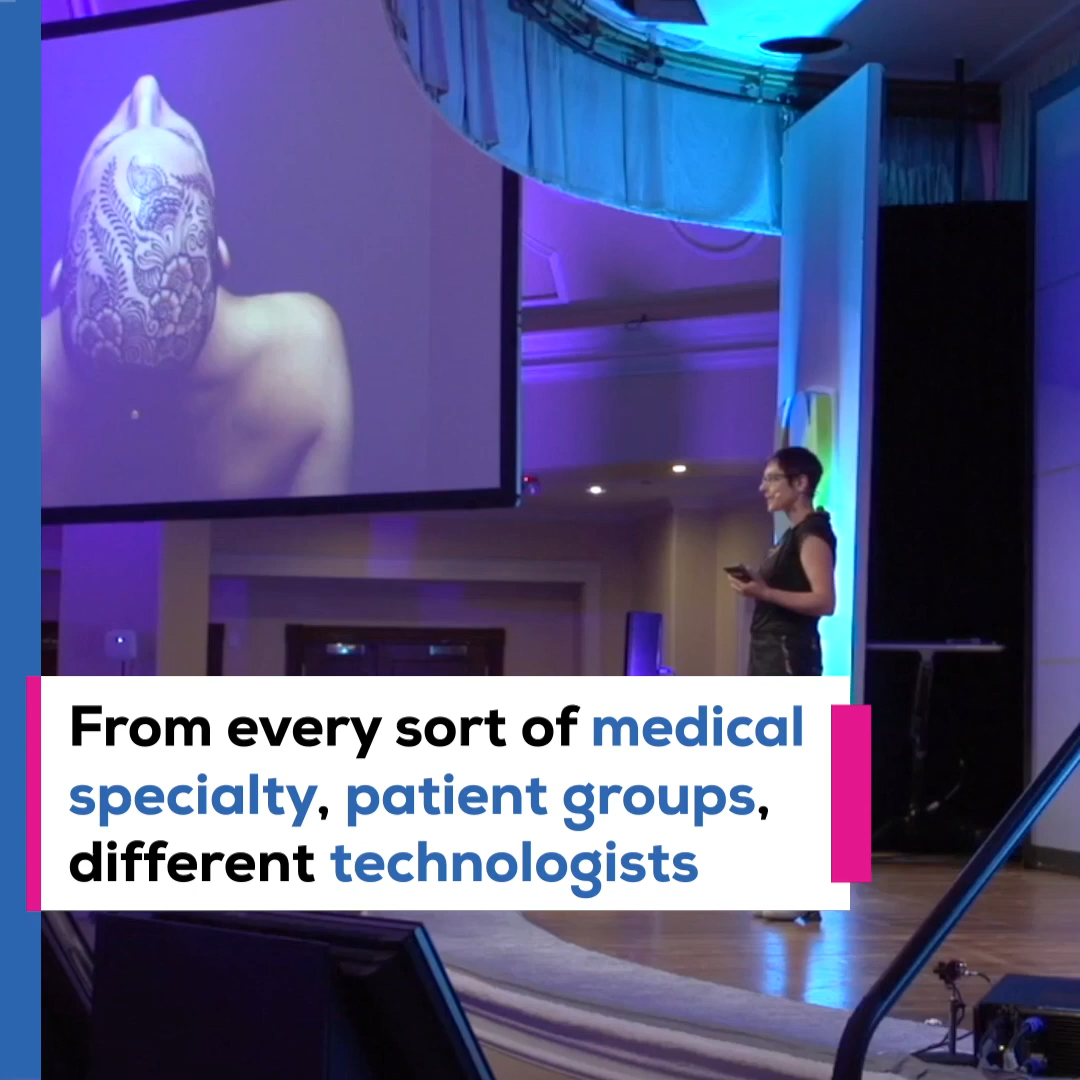 From every sort of medical
specialty, patient groups,
different technologists